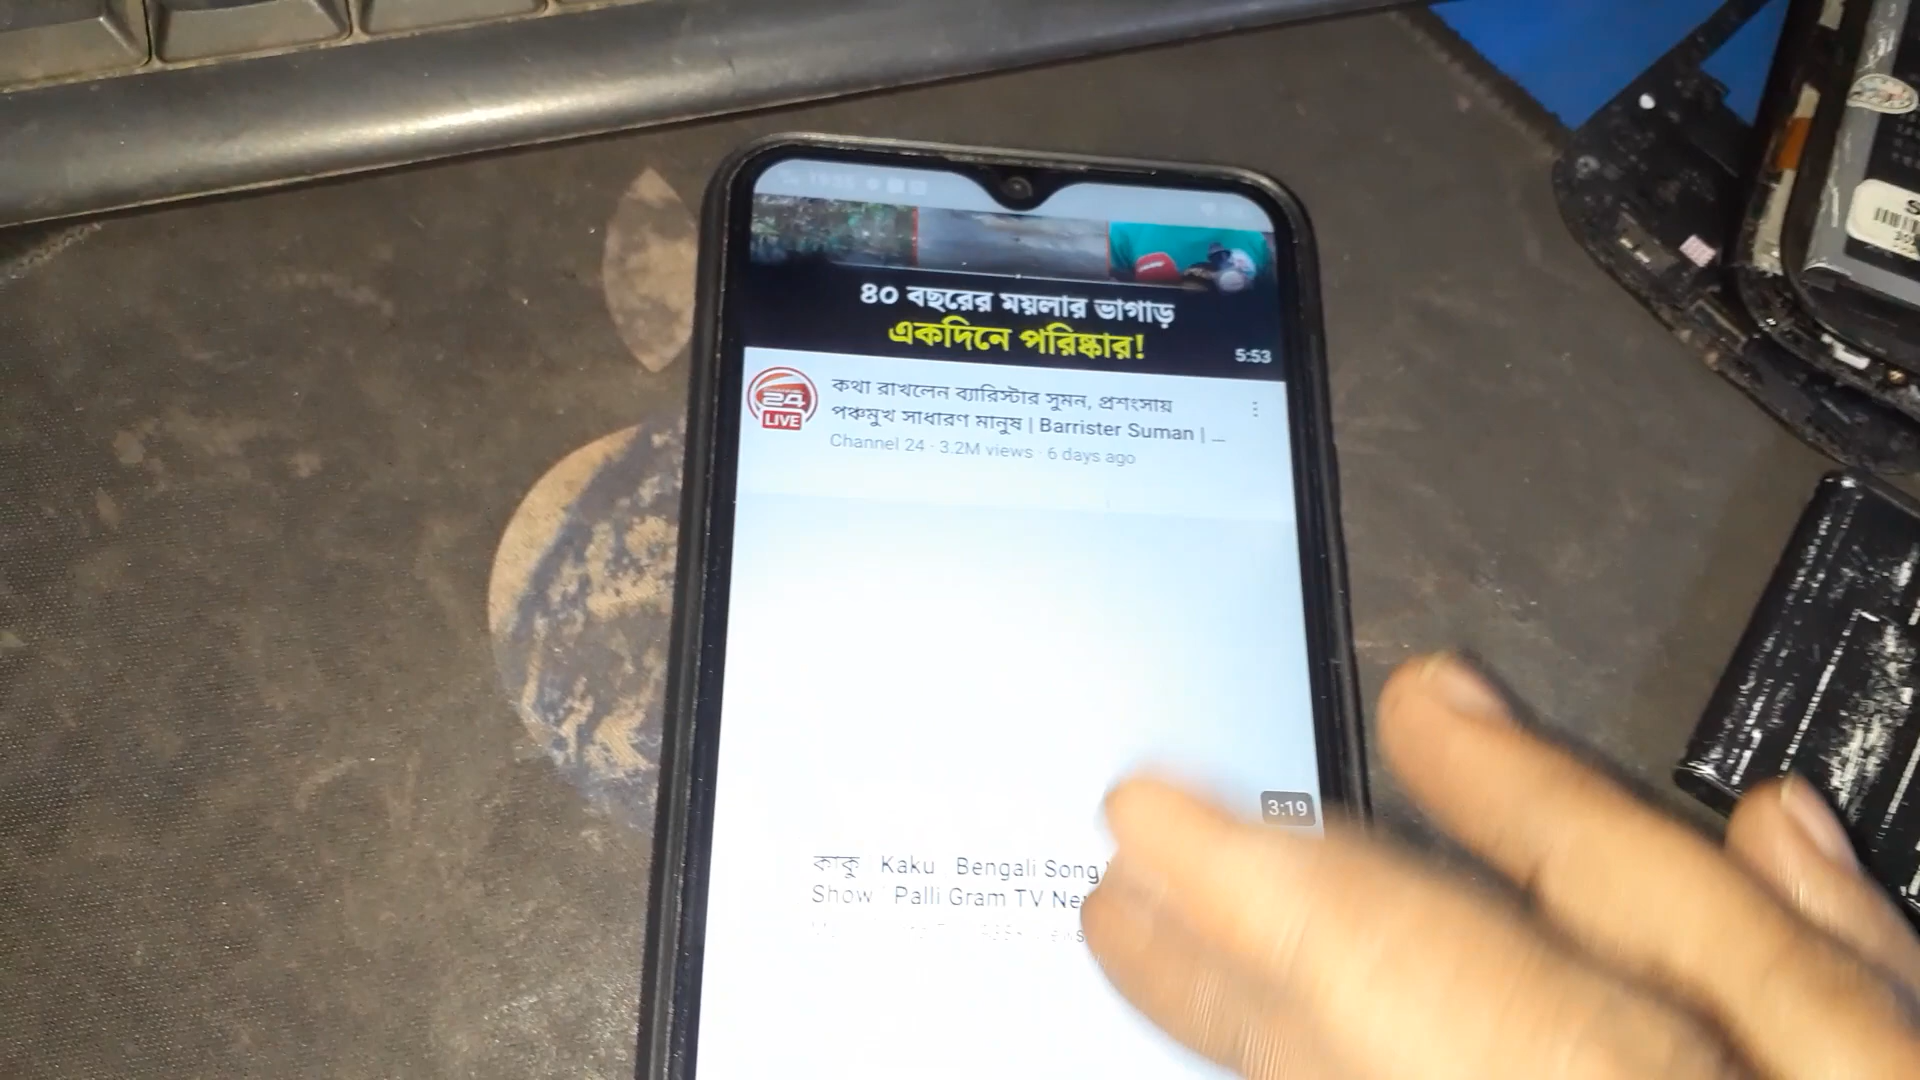 ৪০ বছরের ময়লার ভাগাড়
একদিনে পরিষ্কার!
5:53
24
LIVE
কথা রাখলেন ব্যারিস্টার সুমন, প্রশংসায়
পঞ্চমুখ সাধারণ মানুষ | Barrister Suman | ...
Channel 24 · 3.2M views · 6 days ago
3:19
কাকু Kaku Bengali Song
Show Palli Gram TV